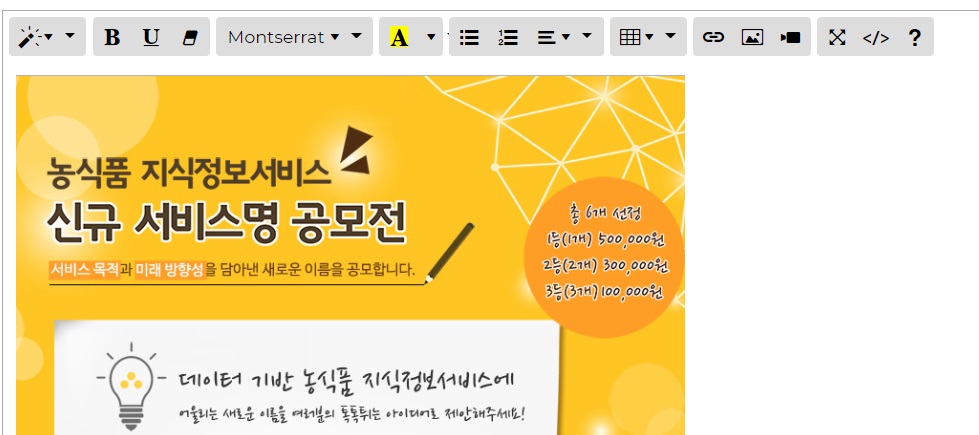 B U Montserrat A </> ?
농식품 지식정보서비스
신규 서비스명 공모전
서비스 목적과 미래 방향성을 담아낸 새로운 이름을 공모합니다.
총 6개 선정
1등(1개) 500,000원
2등(2개) 300,000원
3등(3개) 100,000원
데이터 기반 농식품 지식정보서비스에
어울리는 새로운 이름을 여러분의 톡톡튀는 아이디어로 제안해주세요!